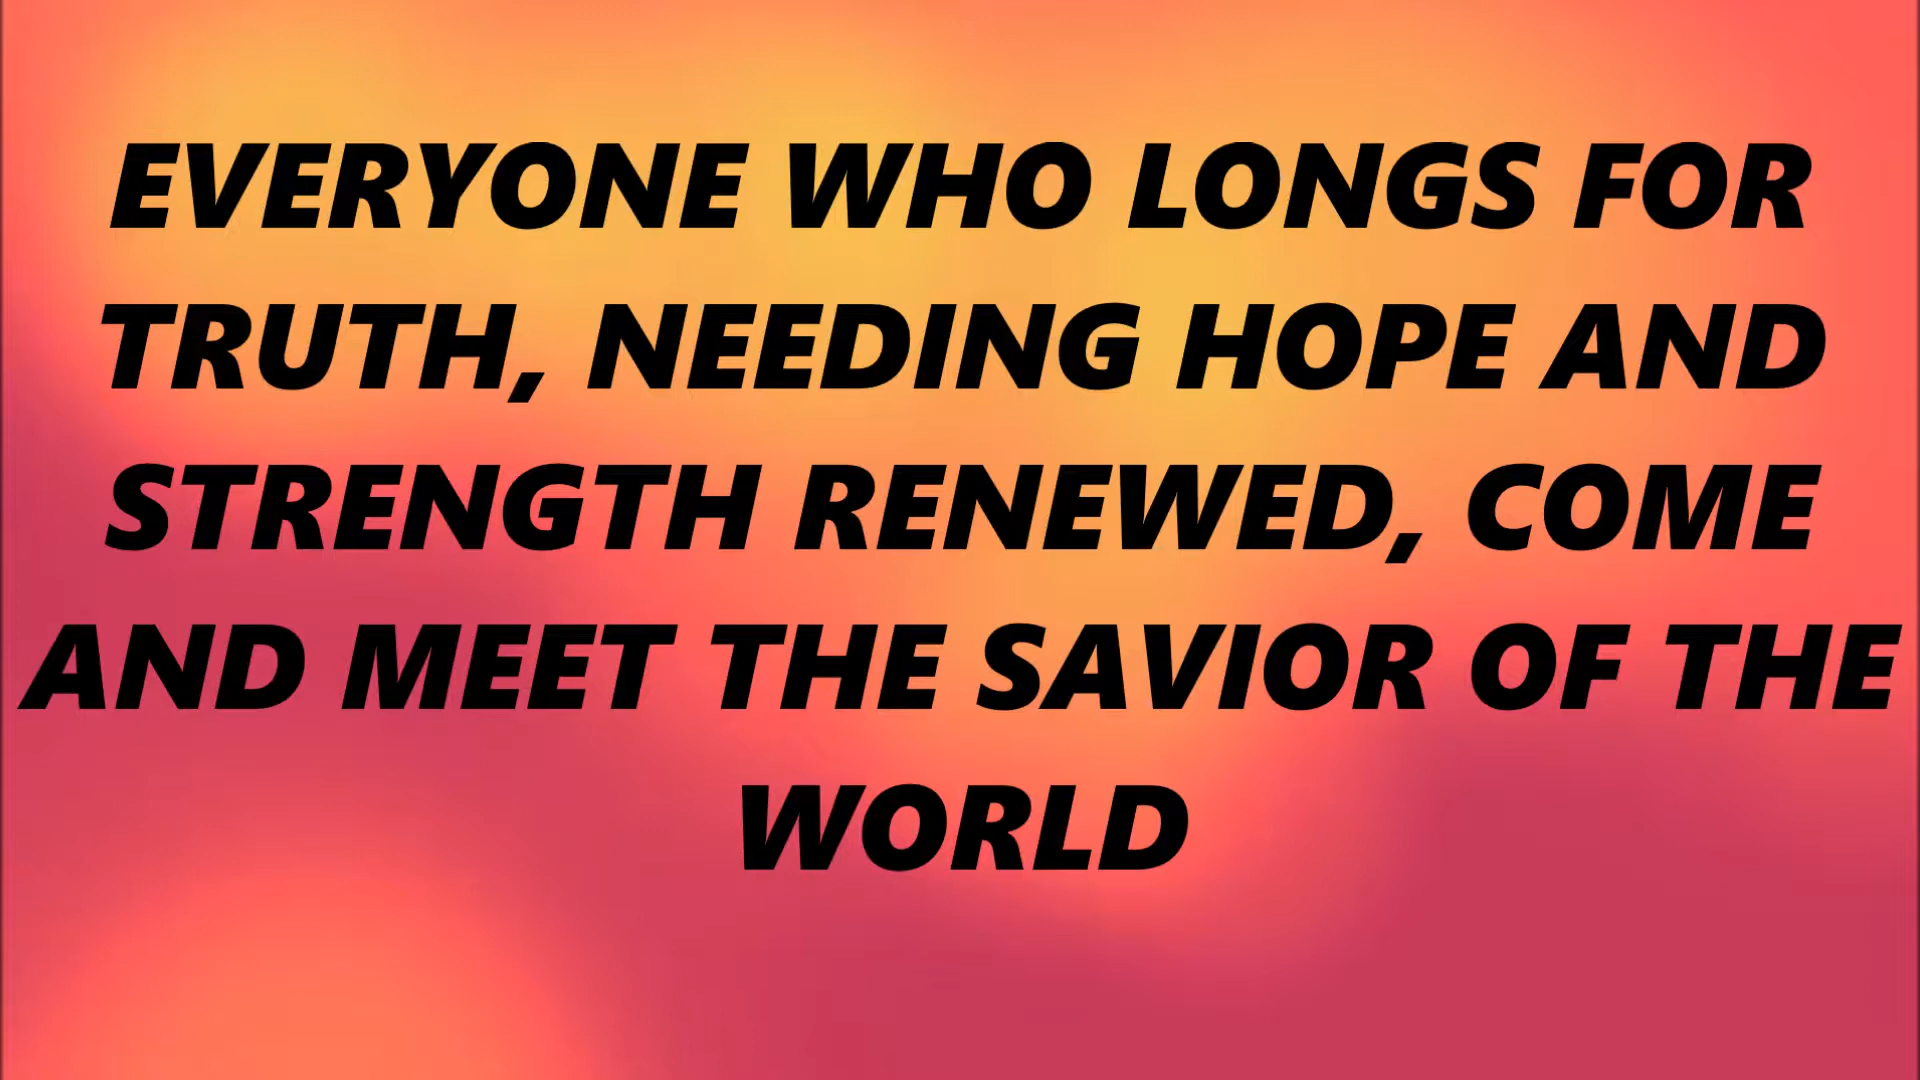 EVERYONE WHO LONGS FOR
TRUTH, NEEDING HOPE AND
STRENGTH RENEWED, COME
AND MEET THE SAVIOR OF THE
WORLD